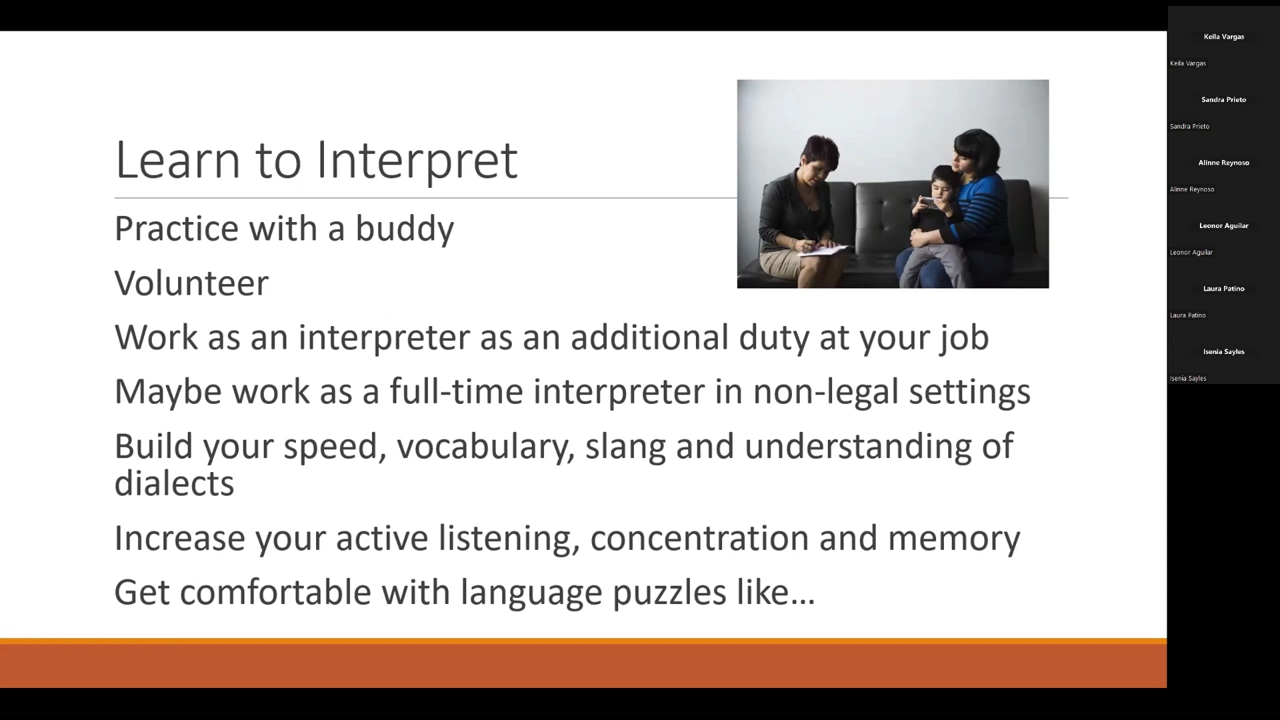 Learn to Interpret
Practice with a buddy
Volunteer
Work as an interpreter as an additional duty at your job
Maybe work as a full-time interpreter in non-legal settings
Build your speed, vocabulary, slang and understanding of
dialects
Increase your active listening, concentration and memory
Get comfortable with language puzzles like...
Keila Vargas
Keila Vargas
Sandra Prieto
Sandra Prieto
Alinne Reynoso
Alinne Reynoso
Leonor Aguilar
Leonor Aguilar
Laura Patino
Laura Patino
Isenia Sayles
Isenia Sayles